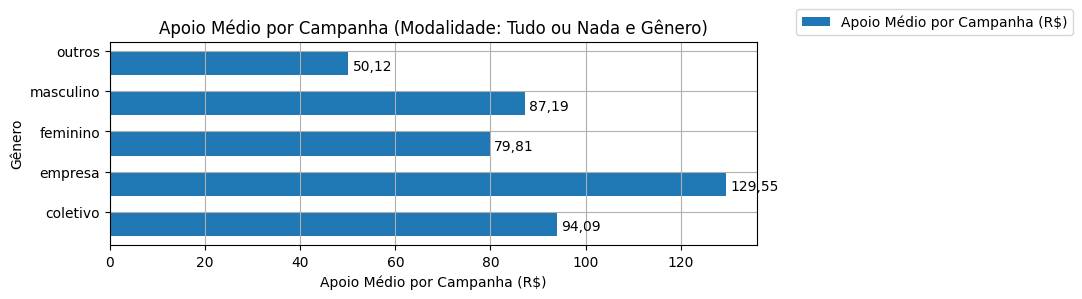 Apoio Médio por Campanha (Modalidade: Tudo ou Nada e Gênero)
Apoio Médio por Campanha (R$)
Gênero
outros
50,12
masculino
87,19
feminino
79,81
empresa
129,55
coletivo
94,09
0 20 40 60 80 100 120
Apoio Médio por Campanha (R$)